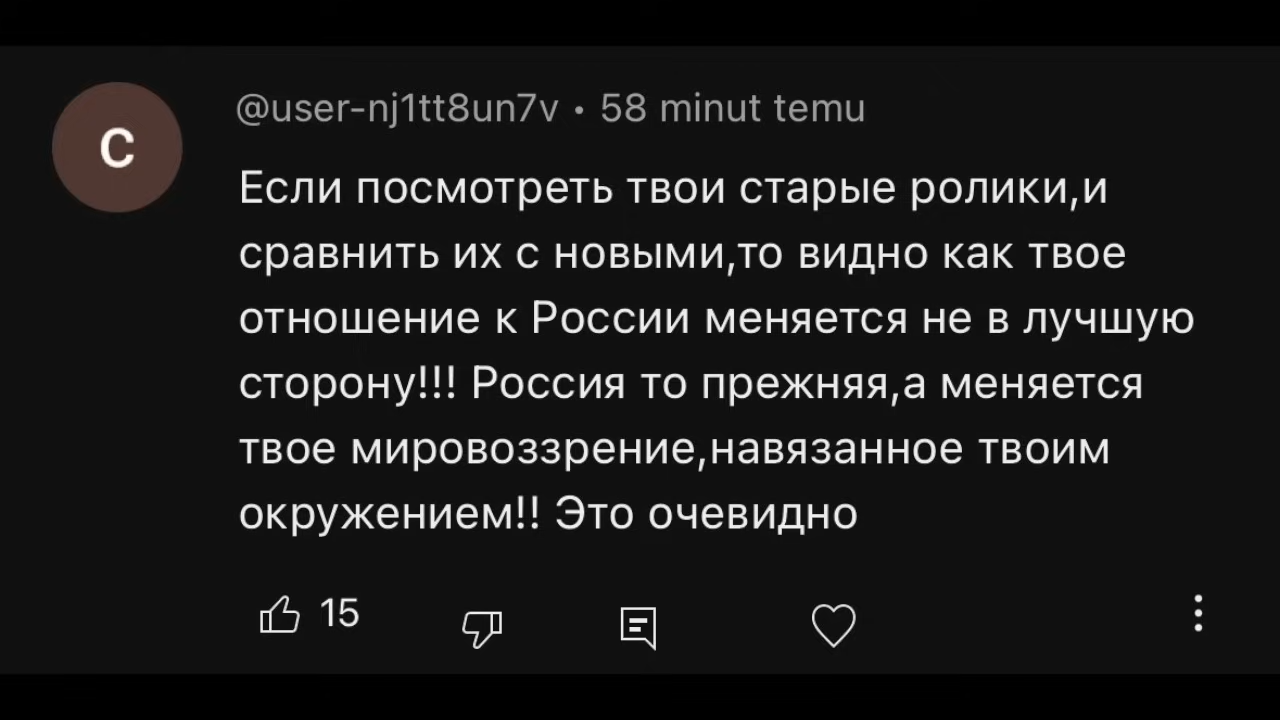 C
@user-nj1tt8un7v • 58 minut temu
Если посмотреть твои старые ролики,и
сравнить их с новыми,то видно как твое
отношение к России меняется не в лучшую
сторону!!! Россия то прежняя,а меняется
твое мировоззрение,навязанное твоим
окружением!! Это очевидно
15